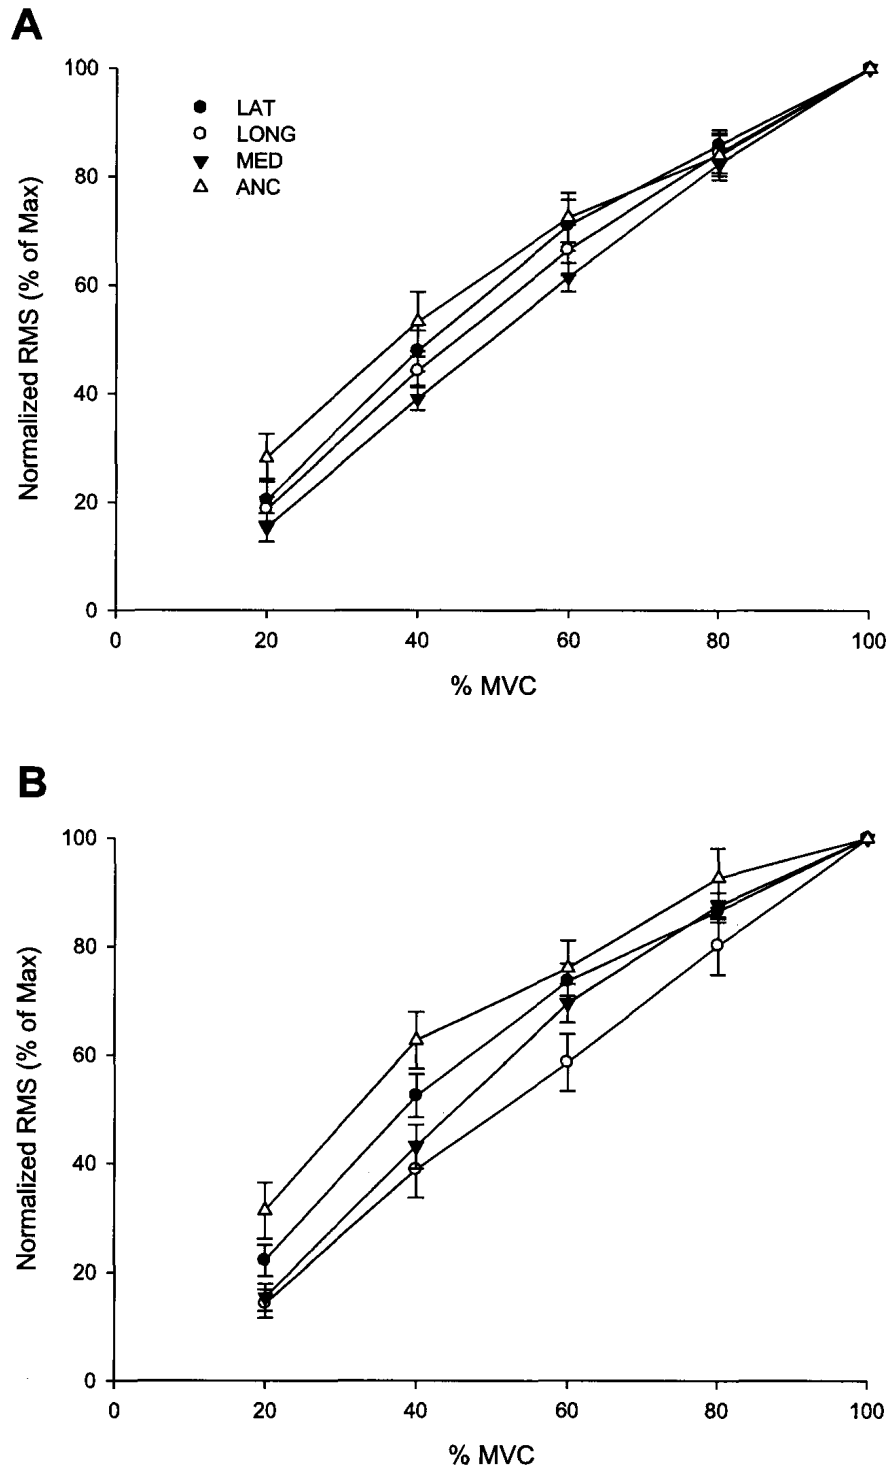 A
100
80
60
40
20
0
Normalized RMS (% of Max)
LAT
LONG
MED
ANC
0 20 40 60 80 100
% MVC
B
100
80
60
40
20
0
Normalized RMS (% of Max)
0 20 40 60 80 100
% MVC